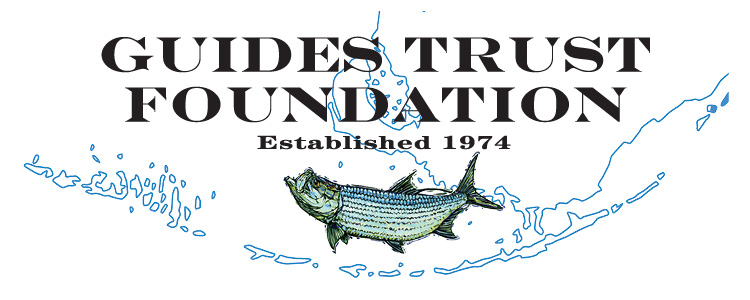 GUIDES TRUST
FOUNDATION
Established 1974